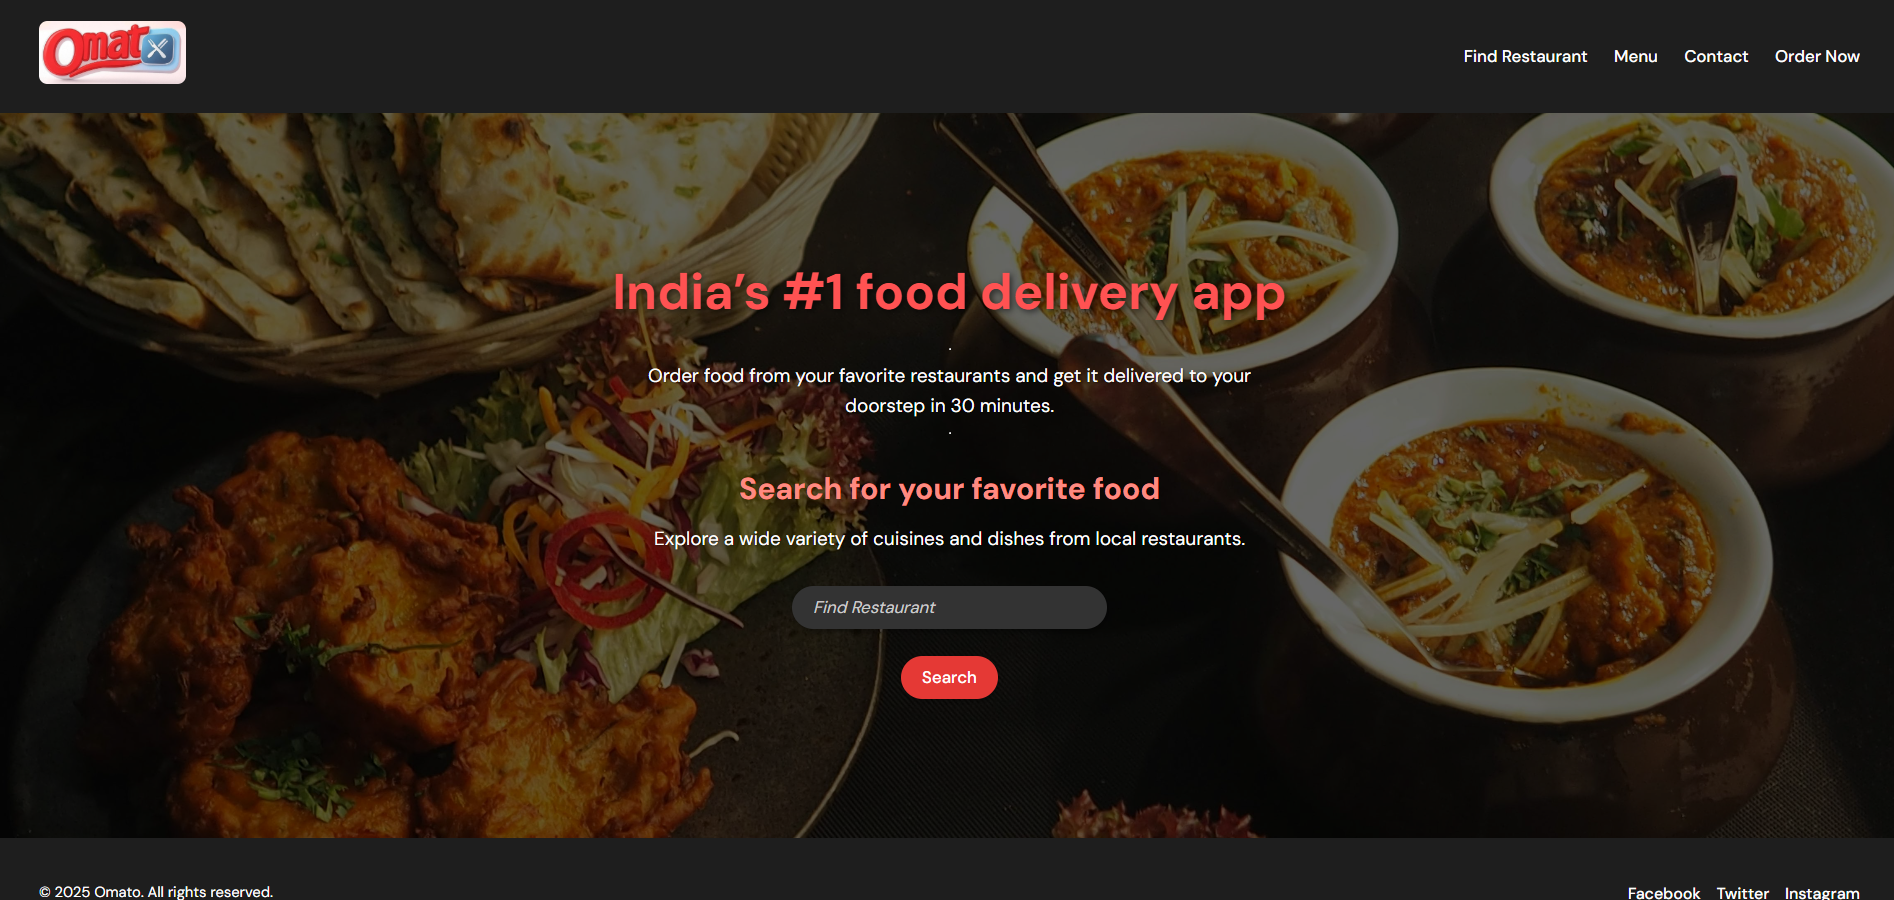 Omat
Find Restaurant
Menu
Contact
Order Now
India’s #1 food delivery app
.
Order food from your favorite restaurants and get it delivered to your
doorstep in 30 minutes.
.
Search for your favorite food
Explore a wide variety of cuisines and dishes from local restaurants.
Find Restaurant
Search
© 2025 Omato. All rights reserved.
Facebook
Twitter
Instagram